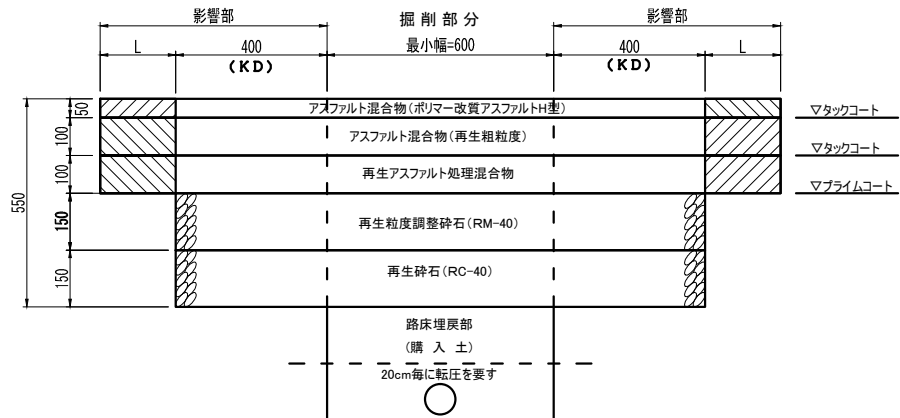 影響部
掘削部分
影響部
L
400
最小幅=600
400
L
(KD)
(KD)
50
アスファルト混合物(ポリマー改質アスファルトH型)
▽タックコート
100
アスファルト混合物(再生粗粒度)
▽タックコート
100
再生アスファルト処理混合物
▽プライムコート
550
150
再生粒度調整砕石(RM-40)
150
再生砕石(RC-40)
路床埋戻部
(購 入 土)
20cm毎に転圧を要す